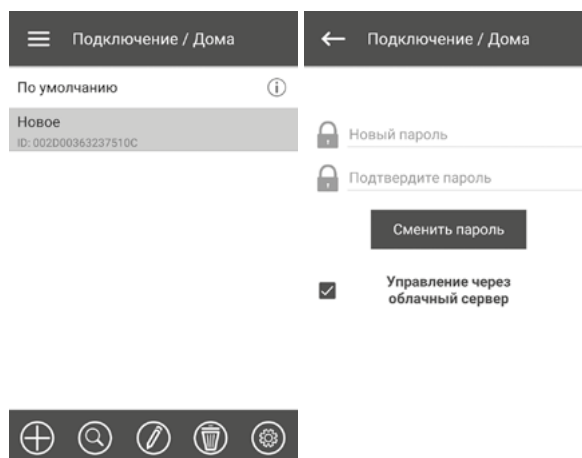 Подключение / Дома
По умолчанию
Новое
ID: 002D00363237510C
Подключение / Дома
Новый пароль
Подтвердите пароль
Сменить пароль
Управление через
облачный сервер